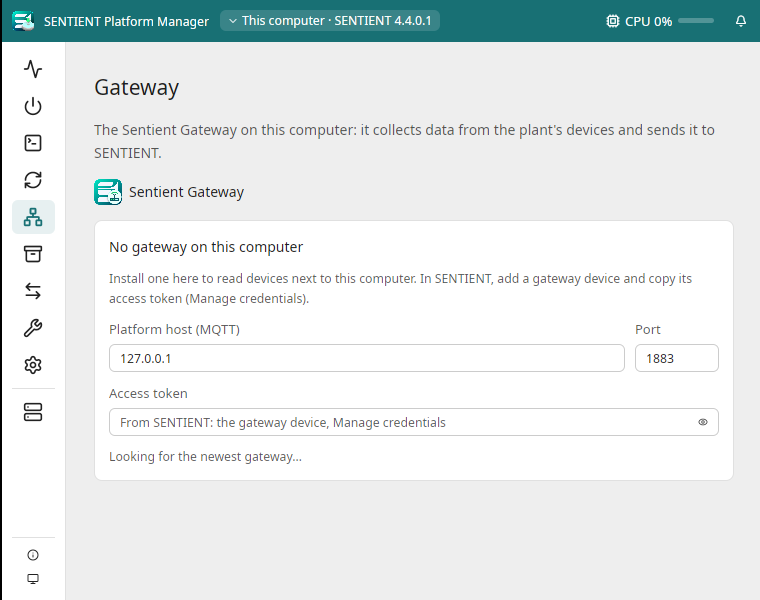 SENTIENT Platform Manager
This computer · SENTIENT 4.4.0.1
CPU 0%
Gateway
The Sentient Gateway on this computer: it collects data from the plant's devices and sends it to
SENTIENT.
Sentient Gateway
No gateway on this computer
Install one here to read devices next to this computer. In SENTIENT, add a gateway device and copy its
access token (Manage credentials).
Platform host (MQTT)
Port
127.0.0.1
1883
Access token
From SENTIENT: the gateway device, Manage credentials
Looking for the newest gateway...